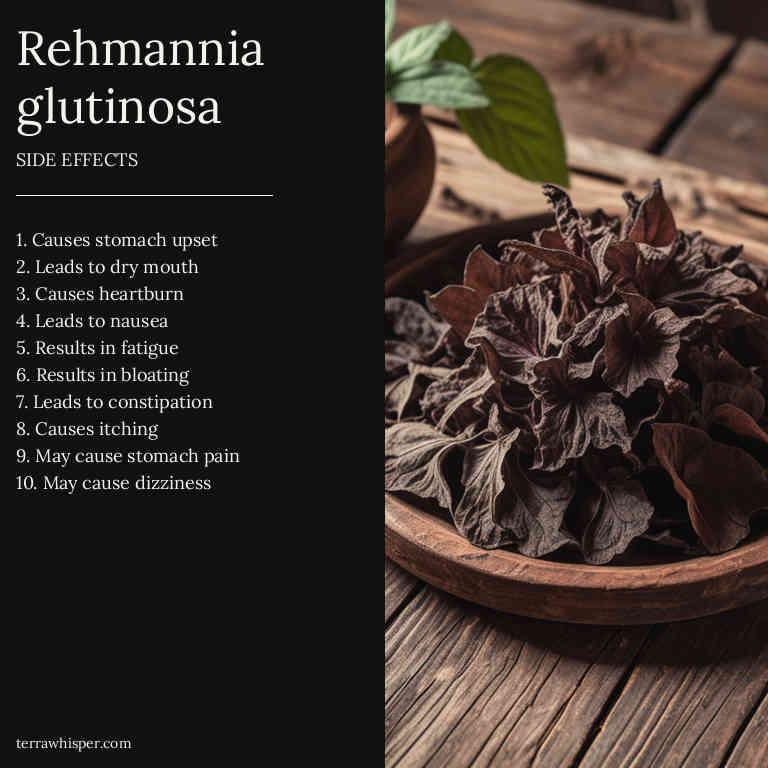 Rehmannia
glutinosa
SIDE EFFECTS
1. Causes stomach upset
2. Leads to dry mouth
3. Causes heartburn
4. Leads to nausea
5. Results in fatigue
6. Results in bloating
7. Leads to constipation
8. Causes itching
9. May cause stomach pain
10. May cause dizziness
terrawhisper.com